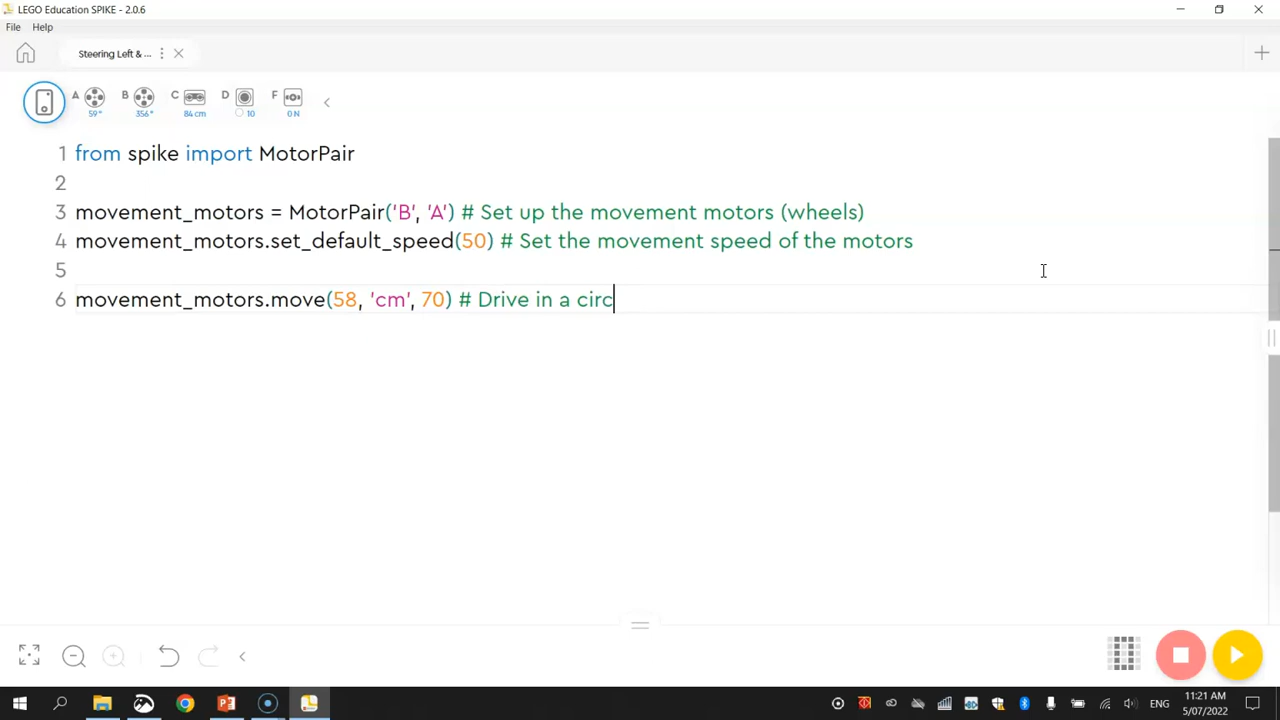 LEGO Education SPIKE - 2.0.6
File Help
Steering Left & ...
A B C D F
59° 356° 84 cm 10 0 N
1 from spike import MotorPair
2
3 movement_motors = MotorPair('B', 'A') # Set up the movement motors (wheels)
4 movement_motors.set_default_speed(50) # Set the movement speed of the motors
5
6 movement_motors.move(58, 'cm', 70) # Drive in a circ
11:21 AM
ENG
5/07/2022